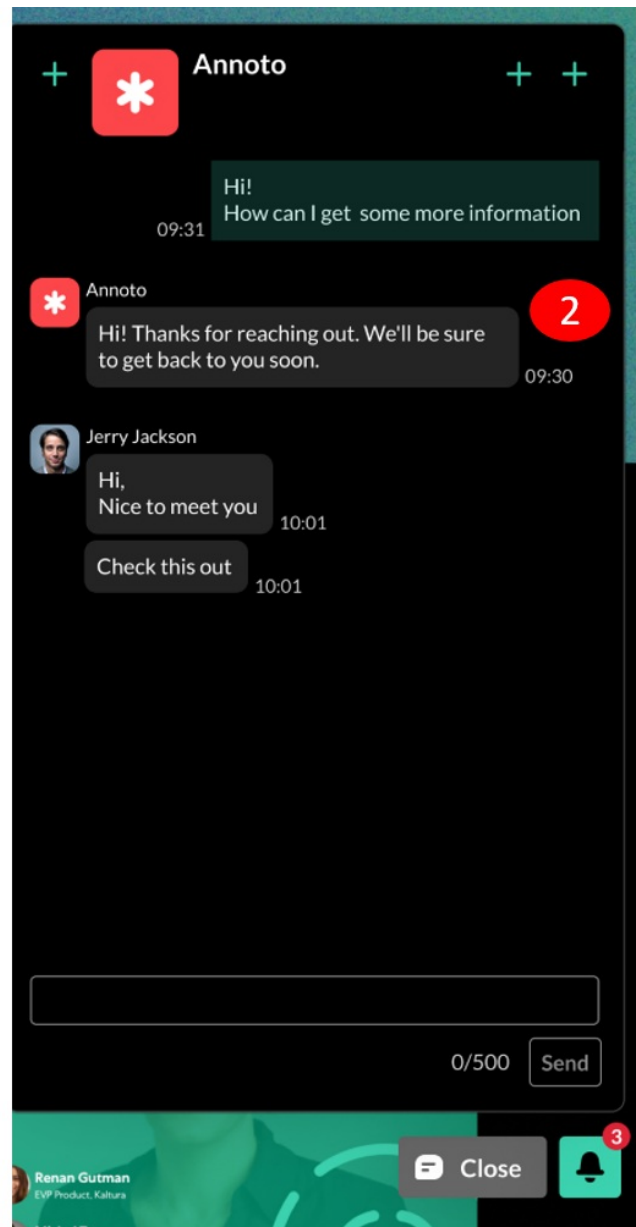 Annoto
Hi!
How can I get some more information
09:31
Annoto
Hi! Thanks for reaching out. We'll be sure
to get back to you soon.
09:30
2
Jerry Jackson
Hi,
Nice to meet you
10:01
Check this out
10:01
0/500
Send
Renan Gutman
EVP Product, Kaltura
Close
3